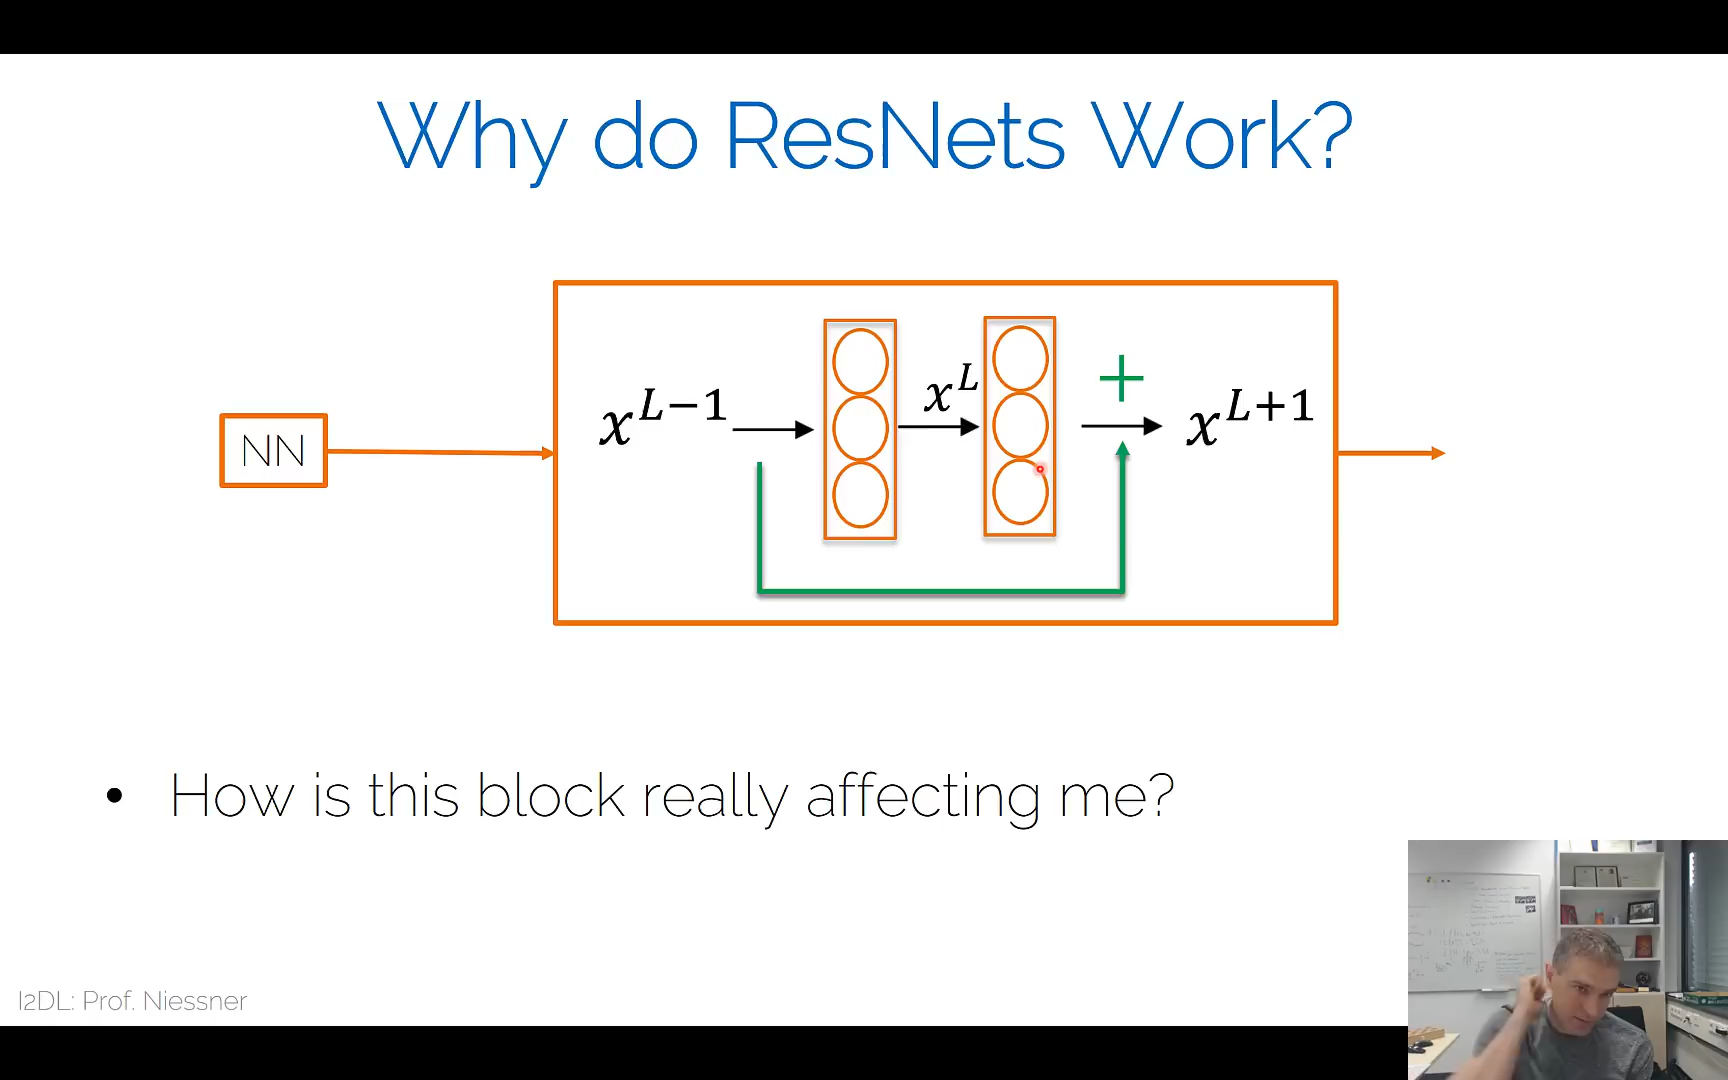 Why do ResNets Work?
NN
x^{L-1}
x^L
+
x^{L+1}
• How is this block really affecting me?
I2DL: Prof. Niessner